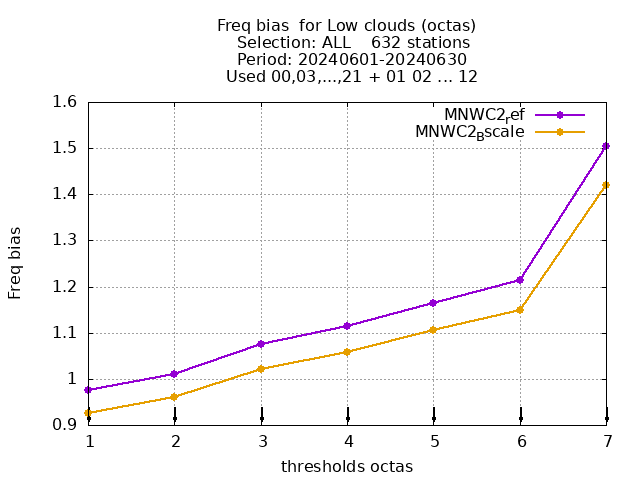 Freq bias  for Low clouds (octas)
Selection: ALL    632 stations
Period: 20240601-20240630
Used 00,03,...,21 + 01 02 ... 12
MNWC2ref
MNWC2Bscale
1.6
1.5
1.4
1.3
1.2
1.1
1
0.9
Freq bias
1 2 3 4 5 6 7
thresholds octas